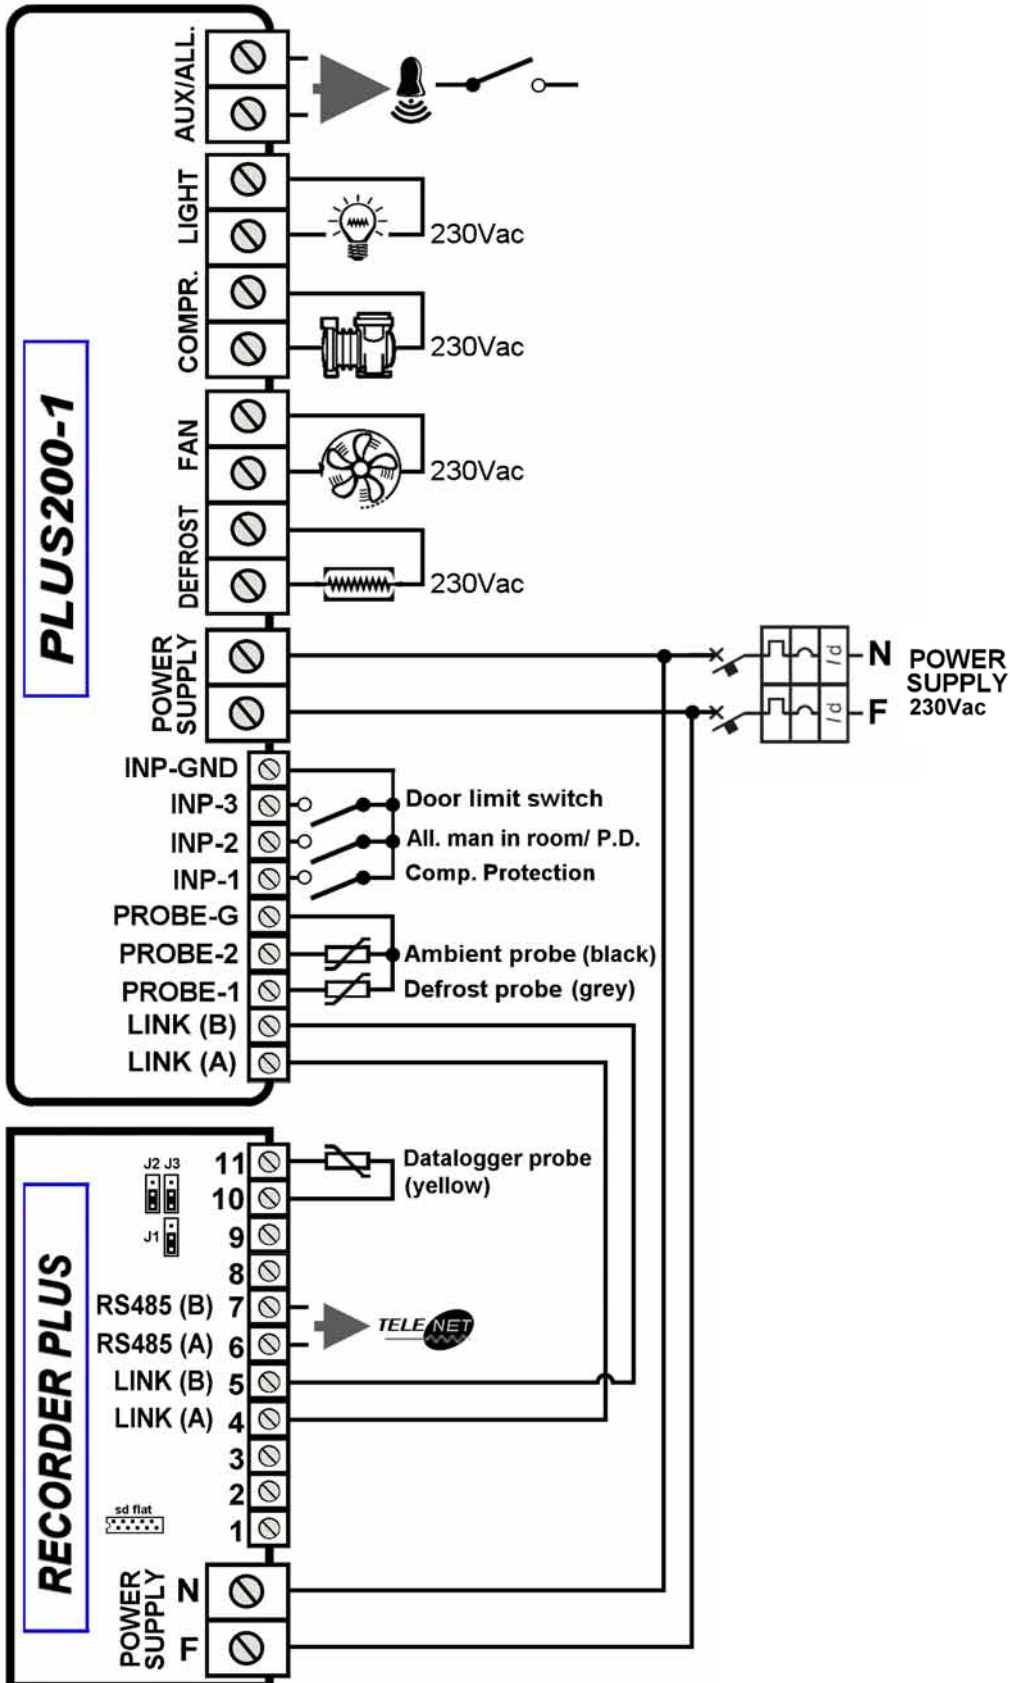 AUX/ALL.
LIGHT
230Vac
COMPR.
230Vac
PLUS200-1
FAN
230Vac
DEFROST
230Vac
POWER
SUPPLY
N
F
POWER
SUPPLY
230Vac
Id
Id
INP-GND
INP-3
Door limit switch
INP-2
All. man in room/ P.D.
INP-1
Comp. Protection
PROBE-G
PROBE-2
Ambient probe (black)
PROBE-1
Defrost probe (grey)
LINK (B)
LINK (A)
RECORDER PLUS
J2 J3
J1
11
Datalogger probe
(yellow)
10
9
8
RS485 (B) 7
TELENET
RS485 (A) 6
LINK (B) 5
LINK (A) 4
3
2
sd flat
1
POWER
SUPPLY
N
F